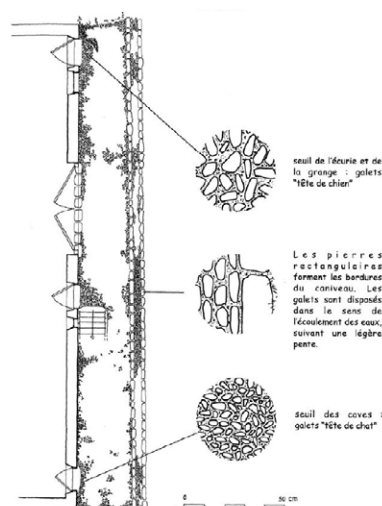 seuil de l'écurie et de
la grange : galets
"tête de chien"
Les pierres
rectangulaires
forment les bordures
du caniveau. Les
galets sont disposés
dans le sens de
l'écoulement des eaux,
suivant une légère
pente.
seuil des caves :
galets "tête de chat"
0 50 cm